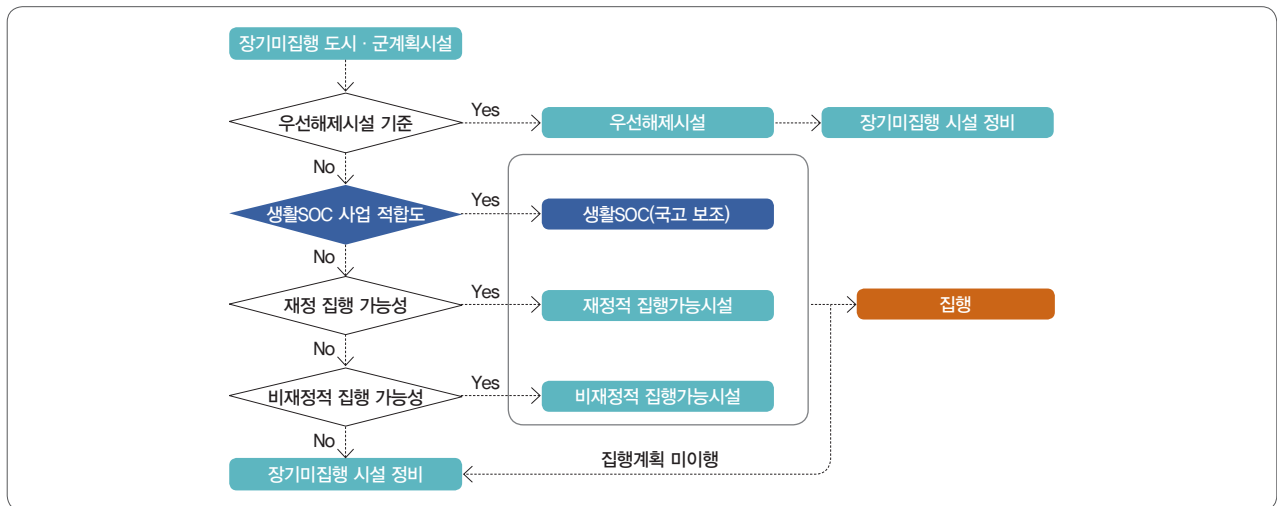 장기미집행 도시 · 군계획시설
우선해제시설 기준
Yes
우선해제시설
장기미집행 시설 정비
No
생활SOC 사업 적합도
Yes
생활SOC(국고 보조)
No
재정 집행 가능성
Yes
재정적 집행가능시설
집행
No
비재정적 집행 가능성
Yes
비재정적 집행가능시설
No
장기미집행 시설 정비
집행계획 미이행